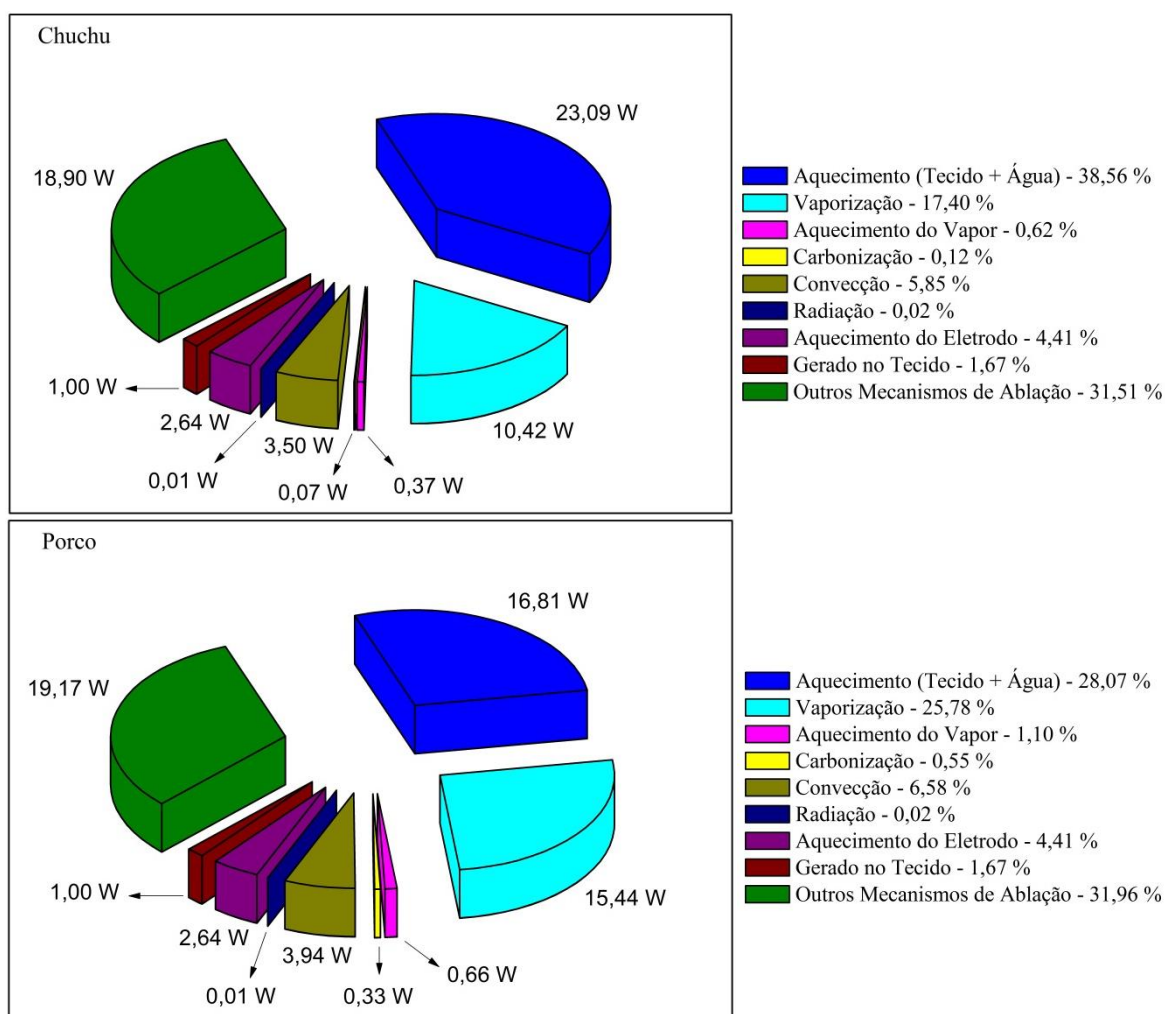 Chuchu
23,09 W
18,90 W
1,00 W
2,64 W
0,01 W
3,50 W
0,07 W
0,37 W
10,42 W
Aquecimento (Tecido + Água) - 38,56 %
Vaporização - 17,40 %
Aquecimento do Vapor - 0,62 %
Carbonização - 0,12 %
Convecção - 5,85 %
Radiação - 0,02 %
Aquecimento do Eletrodo - 4,41 %
Gerado no Tecido - 1,67 %
Outros Mecanismos de Ablação - 31,51 %
Porco
16,81 W
19,17 W
1,00 W
2,64 W
0,01 W
3,94 W
0,33 W
0,66 W
15,44 W
Aquecimento (Tecido + Água) - 28,07 %
Vaporização - 25,78 %
Aquecimento do Vapor - 1,10 %
Carbonização - 0,55 %
Convecção - 6,58 %
Radiação - 0,02 %
Aquecimento do Eletrodo - 4,41 %
Gerado no Tecido - 1,67 %
Outros Mecanismos de Ablação - 31,96 %